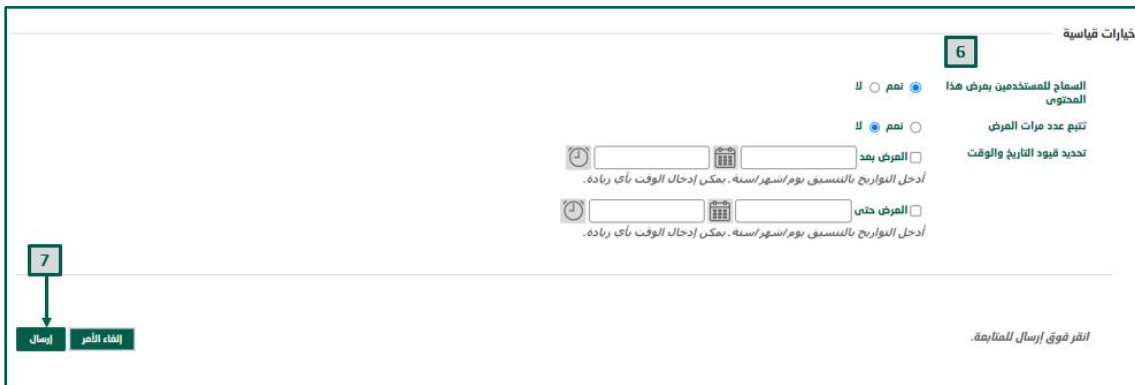 خيارات قياسية
6
السماح للمستخدمين بعرض هذا المحتوى
نعم لا
تتبع عدد مرات العرض
نعم لا
تحديد قيود التاريخ والوقت
العرض بعد
أدخل التواريخ بالتنسيق يوم/شهر/سنة. يمكن إدخال الوقت بأي زيادة.
العرض حتى
أدخل التواريخ بالتنسيق يوم/شهر/سنة. يمكن إدخال الوقت بأي زيادة.
7
انقر فوق إرسال للمتابعة.
إلغاء الأمر
إرسال